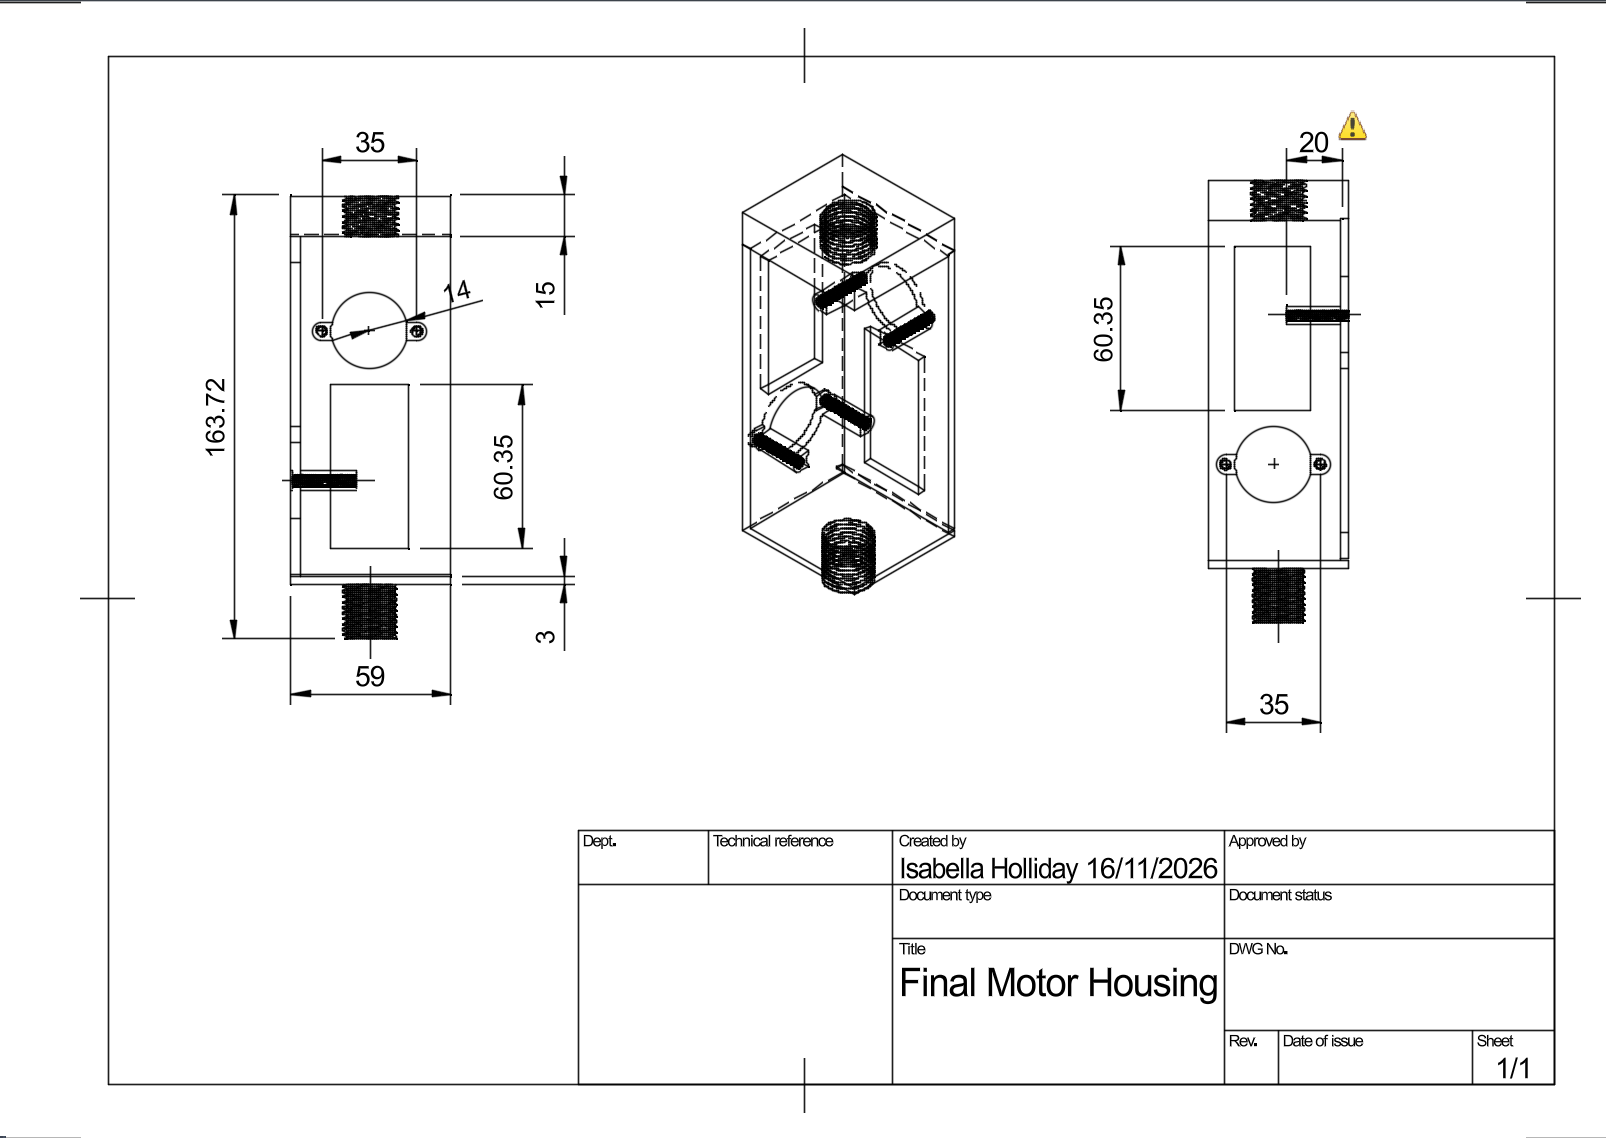 35
20
14
15
163.72
60.35
60.35
3
59
35
Dept.
Technical reference
Created by
Approved by
Isabella Holliday 16/11/2026
Document type
Document status
Title
DWG No.
Final Motor Housing
Rev.
Date of issue
Sheet
1/1